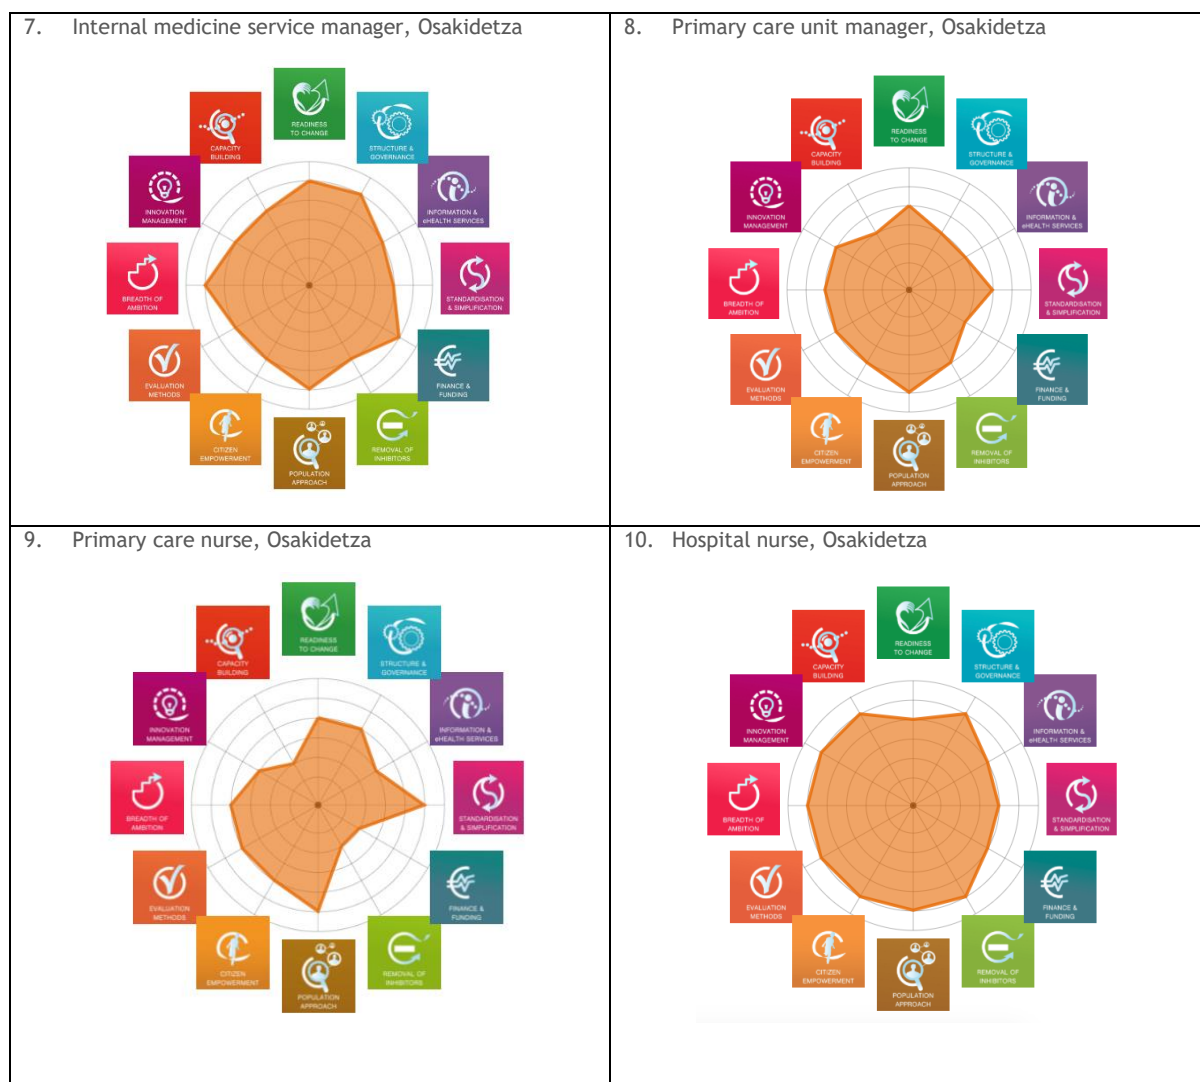 7. Internal medicine service manager, Osakidetza
READINESS
TO CHANGE
STRUCTURE &
GOVERNANCE
INFORMATION &
eHEALTH SERVICES
STANDARDISATION
& SIMPLIFICATION
FINANCE &
FUNDING
REMOVAL OF
INHIBITORS
POPULATION
APPROACH
CITIZEN
EMPOWERMENT
EVALUATION
METHODS
BREADTH OF
AMBITION
INNOVATION
MANAGEMENT
CAPACITY
BUILDING
8. Primary care unit manager, Osakidetza
READINESS
TO CHANGE
STRUCTURE &
GOVERNANCE
INFORMATION &
eHEALTH SERVICES
STANDARDISATION
& SIMPLIFICATION
FINANCE &
FUNDING
REMOVAL OF
INHIBITORS
POPULATION
APPROACH
CITIZEN
EMPOWERMENT
EVALUATION
METHODS
BREADTH OF
AMBITION
INNOVATION
MANAGEMENT
CAPACITY
BUILDING
9. Primary care nurse, Osakidetza
READINESS
TO CHANGE
STRUCTURE &
GOVERNANCE
INFORMATION &
eHEALTH SERVICES
STANDARDISATION
& SIMPLIFICATION
FINANCE &
FUNDING
REMOVAL OF
INHIBITORS
POPULATION
APPROACH
CITIZEN
EMPOWERMENT
EVALUATION
METHODS
BREADTH OF
AMBITION
INNOVATION
MANAGEMENT
CAPACITY
BUILDING
10. Hospital nurse, Osakidetza
READINESS
TO CHANGE
STRUCTURE &
GOVERNANCE
INFORMATION &
eHEALTH SERVICES
STANDARDISATION
& SIMPLIFICATION
FINANCE &
FUNDING
REMOVAL OF
INHIBITORS
POPULATION
APPROACH
CITIZEN
EMPOWERMENT
EVALUATION
METHODS
BREADTH OF
AMBITION
INNOVATION
MANAGEMENT
CAPACITY
BUILDING